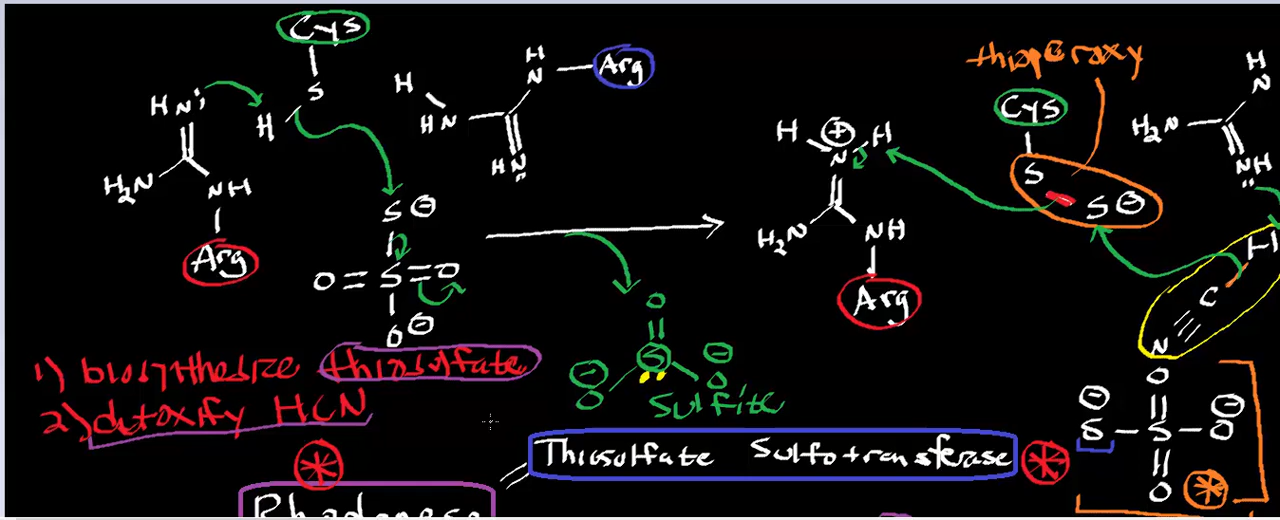 Cys
S
H
HN:
H₂N
NH
Arg
H
HN
H
N
Arg
HN:
S ⊖
O = S = O
O ⊖
H
⊕
H
N
H₂N
NH
Arg
thioperoxy
Cys
S
S ⊖
H
N
H₂N
NH
H
C
N
O
S
⊖
O
⊖
O
Sulfite
1) biosynthesize thiosulfate
2) detoxify HCN
Thiosulfate Sulfotransferase
⊖
S - S - O
⊖
O
O